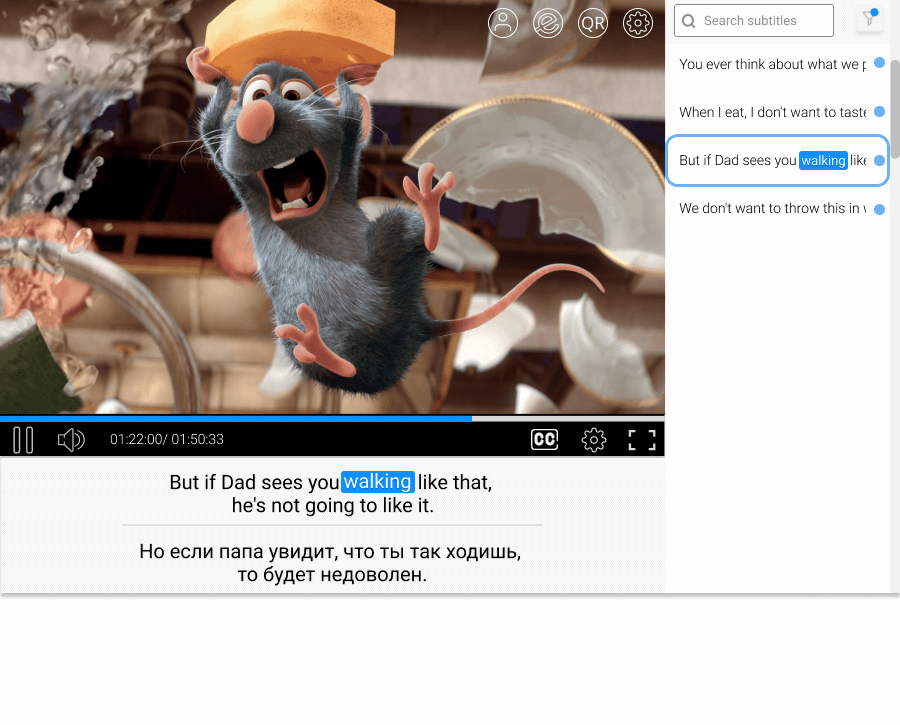 QR
Search subtitles
You ever think about what we p
When I eat, I don't want to taste
But if Dad sees you walking like
We don't want to throw this in
01:22:00/ 01:50:33
CC
But if Dad sees you walking like that,
he's not going to like it.
Но если папа увидит, что ты так ходишь,
то будет недоволен.